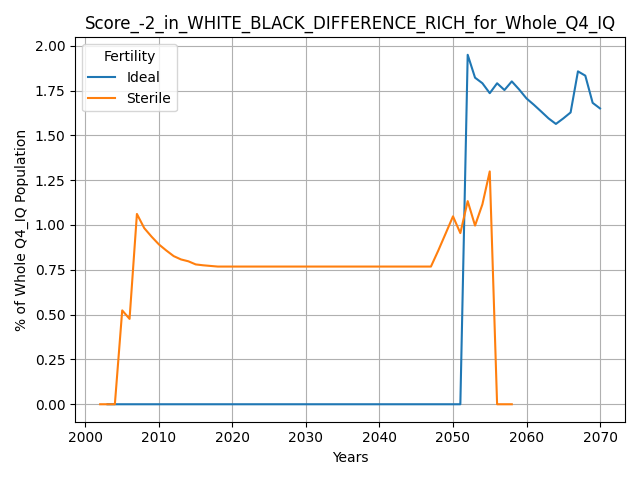 Score_-2_in_WHITE_BLACK_DIFFERENCE_RICH_for_Whole_Q4_IQ
Fertility
Ideal
Sterile
% of Whole Q4_IQ Population
2.00
1.75
1.50
1.25
1.00
0.75
0.50
0.25
0.00
2000 2010 2020 2030 2040 2050 2060 2070
Years